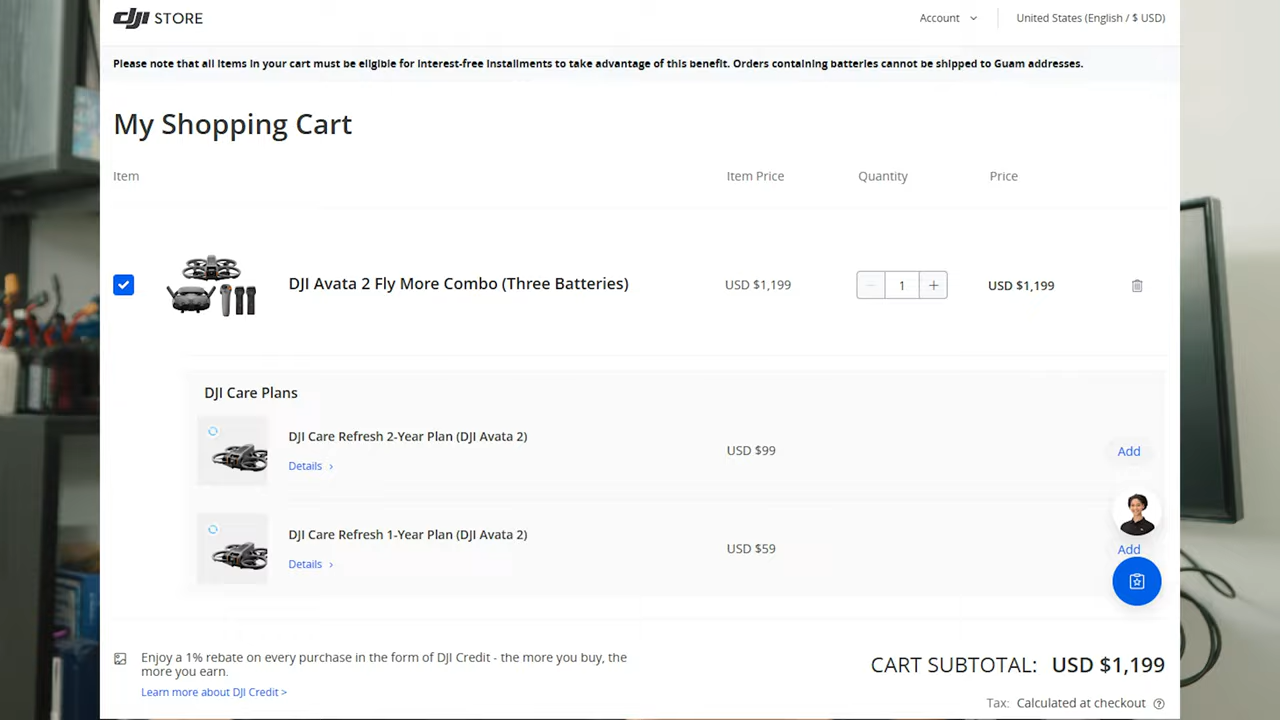 dji STORE
Account
United States (English / $ USD)
Please note that all items in your cart must be eligible for interest-free installments to take advantage of this benefit. Orders containing batteries cannot be shipped to Guam addresses.
My Shopping Cart
Item
Item Price
Quantity
Price
DJI Avata 2 Fly More Combo (Three Batteries)
USD $1,199
− 1 +
USD $1,199
DJI Care Plans
DJI Care Refresh 2-Year Plan (DJI Avata 2)
Details >
USD $99
Add
DJI Care Refresh 1-Year Plan (DJI Avata 2)
Details >
USD $59
Add
Enjoy a 1% rebate on every purchase in the form of DJI Credit - the more you buy, the
more you earn.
Learn more about DJI Credit >
CART SUBTOTAL: USD $1,199
Tax: Calculated at checkout ?